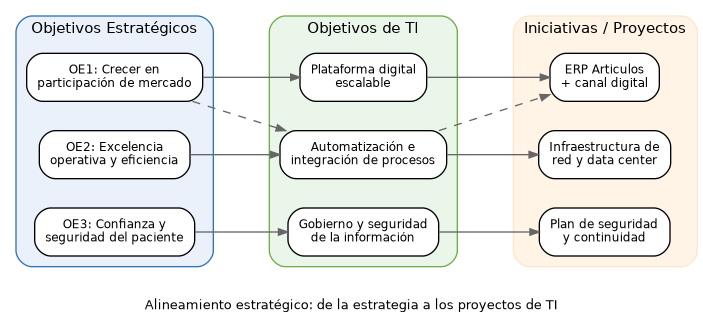 Objetivos Estratégicos
OE1: Crecer en
participación de mercado
OE2: Excelencia
operativa y eficiencia
OE3: Confianza y
seguridad del paciente
Objetivos de TI
Plataforma digital
escalable
Automatización e
integración de procesos
Gobierno y seguridad
de la información
Iniciativas / Proyectos
ERP Articulos
+ canal digital
Infraestructura de
red y data center
Plan de seguridad
y continuidad
Alineamiento estratégico: de la estrategia a los proyectos de TI